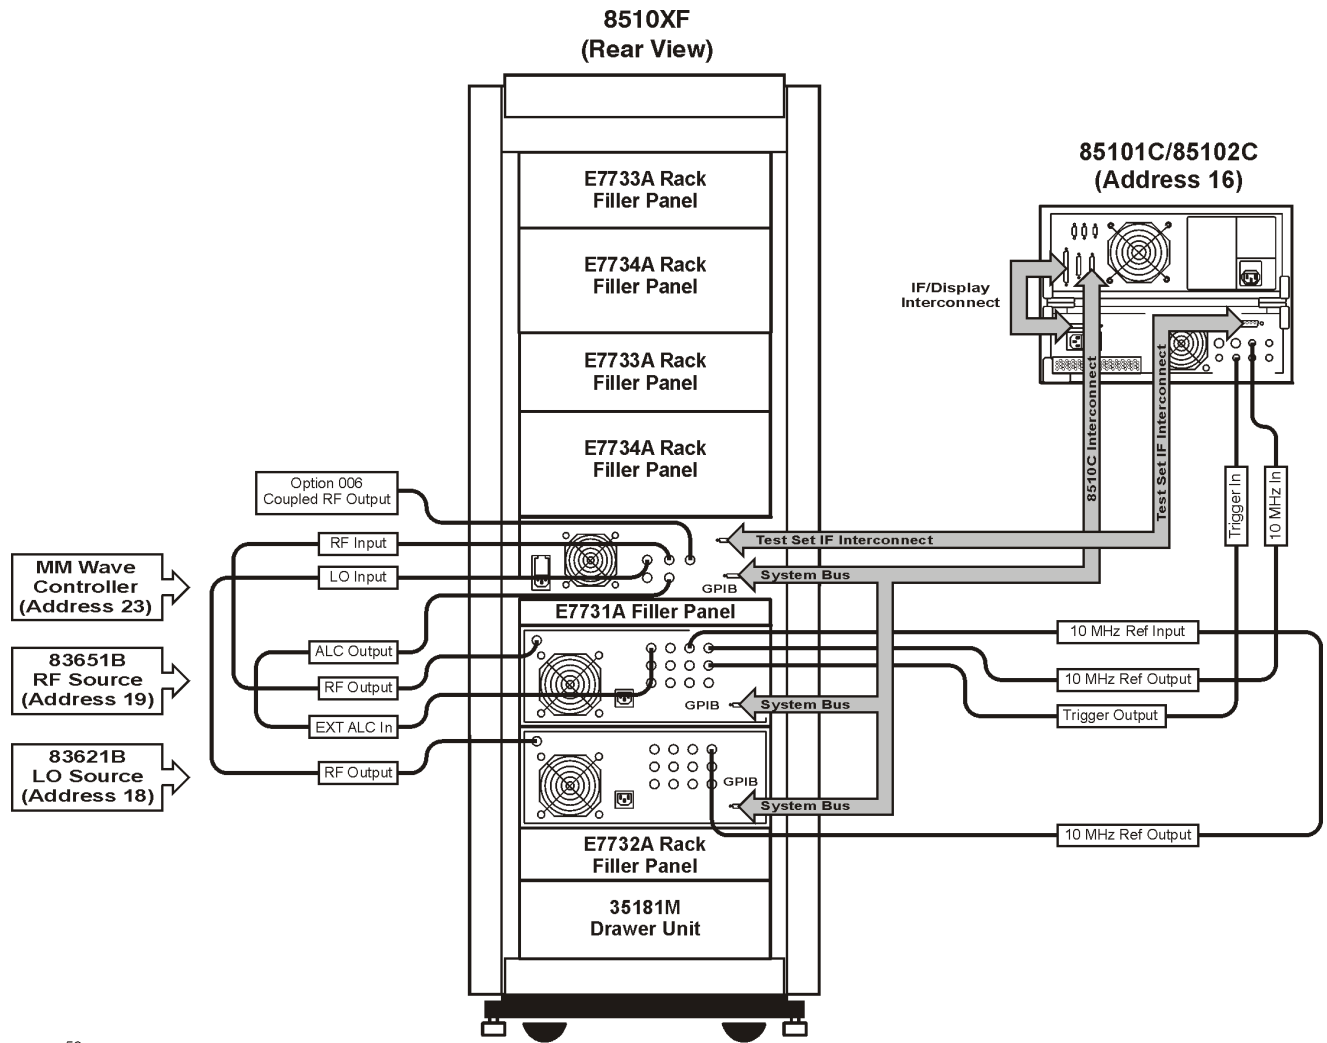 8510XF
(Rear View)
85101C/85102C
(Address 16)
E7733A Rack
Filler Panel
E7734A Rack
Filler Panel
E7733A Rack
Filler Panel
E7734A Rack
Filler Panel
IF/Display
Interconnect
8510C Interconnect
Test Set IF Interconnect
Trigger In
10 MHz In
Option 006
Coupled RF Output
RF Input
LO Input
MM Wave
Controller
(Address 23)
Test Set IF Interconnect
System Bus
GPIB
E7731A Filler Panel
83651B
RF Source
(Address 19)
ALC Output
RF Output
EXT ALC In
GPIB
System Bus
10 MHz Ref Input
10 MHz Ref Output
Trigger Output
83621B
LO Source
(Address 18)
RF Output
GPIB
System Bus
10 MHz Ref Output
E7732A Rack
Filler Panel
35181M
Drawer Unit